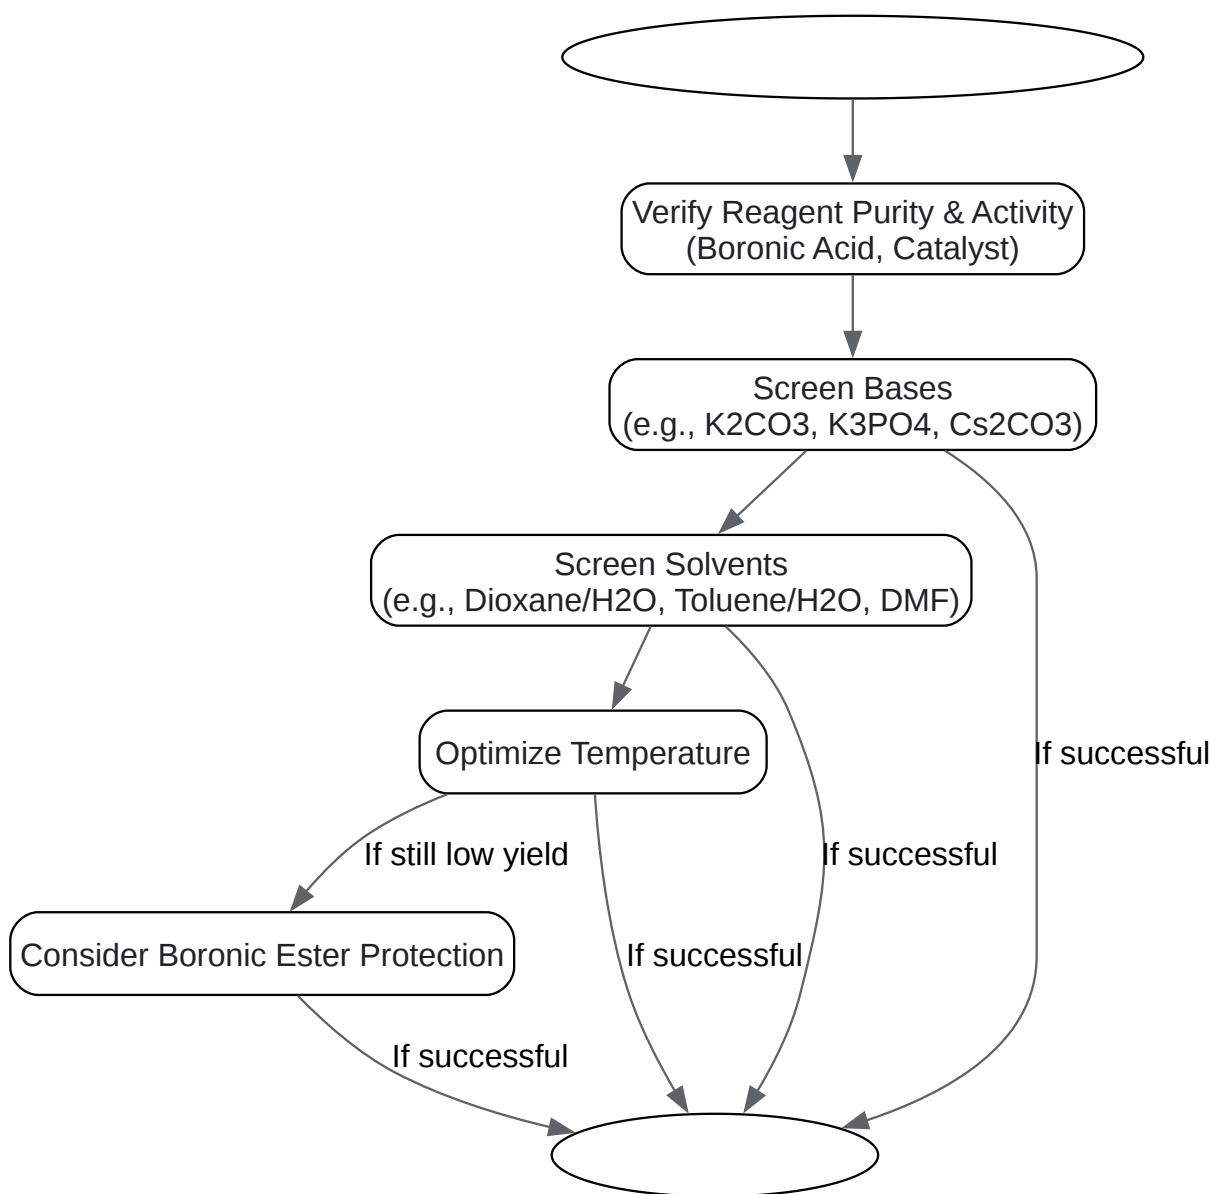 Verify Reagent Purity & Activity
(Boronic Acid, Catalyst)
Screen Bases
(e.g., K2CO3, K3PO4, Cs2CO3)
Screen Solvents
(e.g., Dioxane/H2O, Toluene/H2O, DMF)
Optimize Temperature
If successful
If still low yield
If successful
Consider Boronic Ester Protection
If successful
If successful